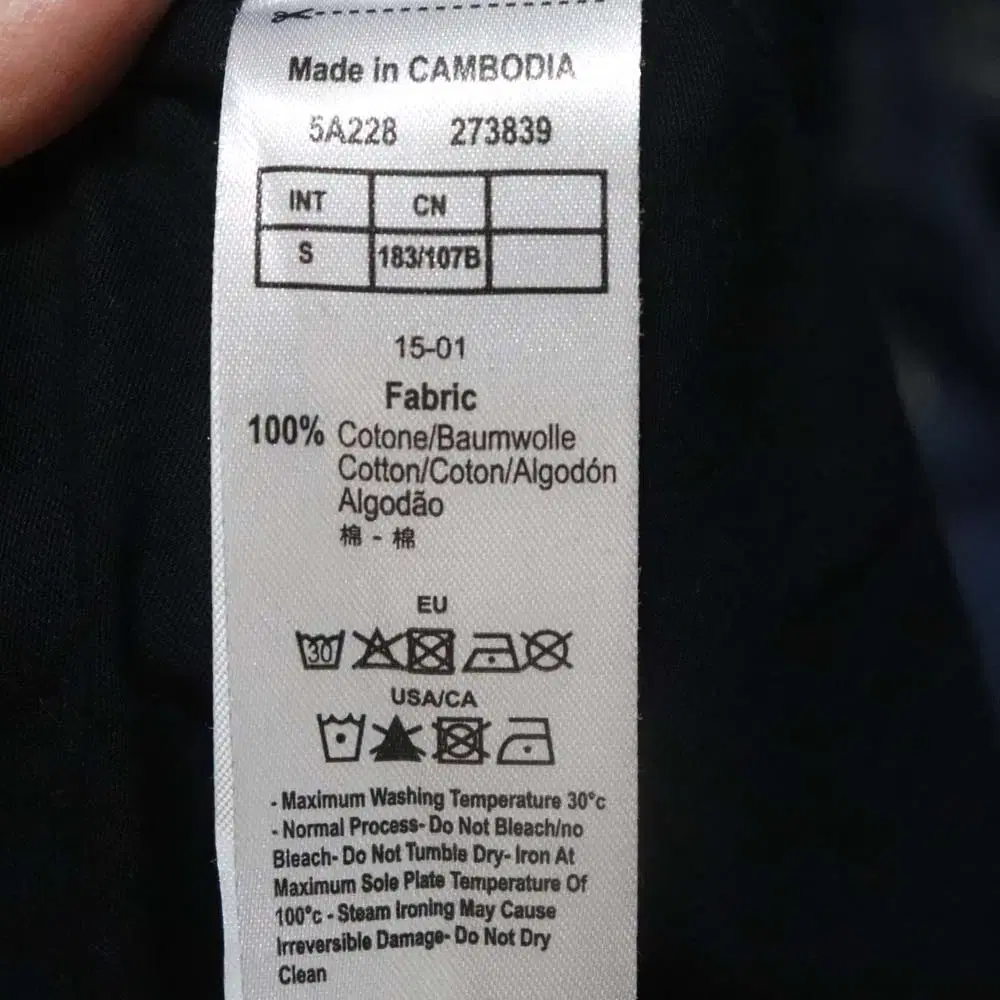 Made in CAMBODIA
5A228 273839
INT CN
S 183/107B
15-01
Fabric
100% Cotone/Baumwolle
Cotton/Coton/Algodón
Algodão
棉 - 棉
EU
30
USA/CA
- Maximum Washing Temperature 30°c
- Normal Process- Do Not Bleach/no
Bleach- Do Not Tumble Dry- Iron At
Maximum Sole Plate Temperature Of
100°c - Steam Ironing May Cause
Irreversible Damage- Do Not Dry
Clean